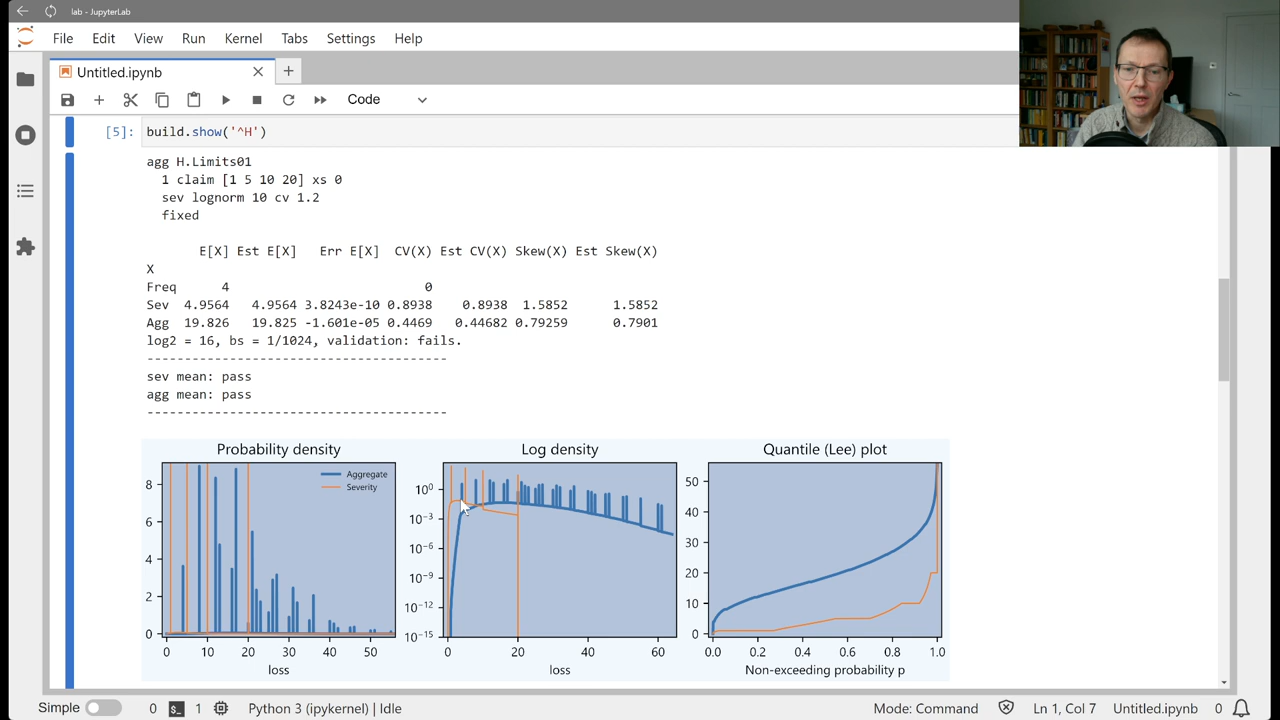 lab - JupyterLab
File Edit View Run Kernel Tabs Settings Help
Untitled.ipynb
Code
[5]: build.show('^H')
agg H.Limits01
1 claim [1 5 10 20] xs 0
sev lognorm 10 cv 1.2
fixed
E[X] Est E[X] Err E[X] CV(X) Est CV(X) Skew(X) Est Skew(X)
X
Freq 4 0
Sev 4.9564 4.9564 3.8243e-10 0.8938 0.8938 1.5852 1.5852
Agg 19.826 19.825 -1.601e-05 0.4469 0.44682 0.79259 0.7901
log2 = 16, bs = 1/1024, validation: fails.
----------------------------------------
sev mean: pass
agg mean: pass
----------------------------------------
Probability density
Aggregate
Severity
8
6
4
2
0
0 10 20 30 40 50
loss
Log density
10⁰
10⁻³
10⁻⁶
10⁻⁹
10⁻¹²
10⁻¹⁵
0 20 40 60
loss
Quantile (Lee) plot
50
40
30
20
10
0
0.0 0.2 0.4 0.6 0.8 1.0
Non-exceeding probability p
Simple 0 $_ 1 Python 3 (ipykernel) | Idle Mode: Command Ln 1, Col 7 Untitled.ipynb 0